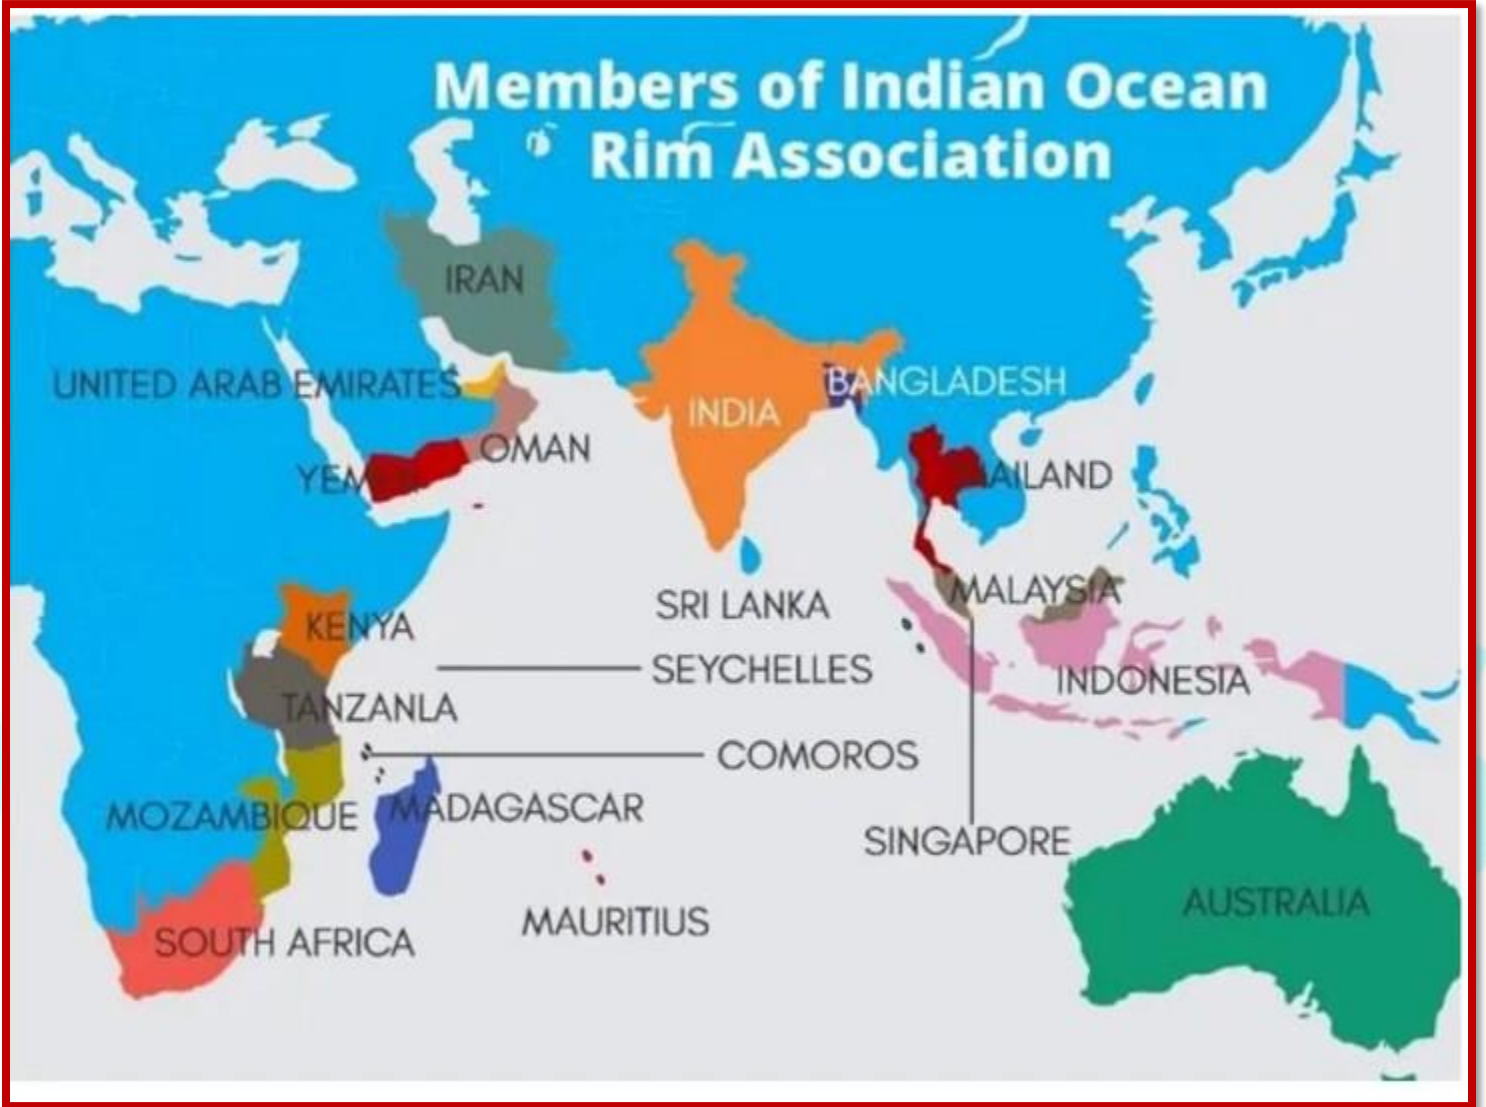 Members of Indian Ocean
Rim Association
IRAN
UNITED ARAB EMIRATES
INDIA
BANGLADESH
OMAN
YEMEN
AILAND
MALAYSIA
SRI LANKA
KENYA
SEYCHELLES
INDONESIA
TANZANLA
COMOROS
MOZAMBIQUE
MADAGASCAR
SINGAPORE
AUSTRALIA
MAURITIUS
SOUTH AFRICA